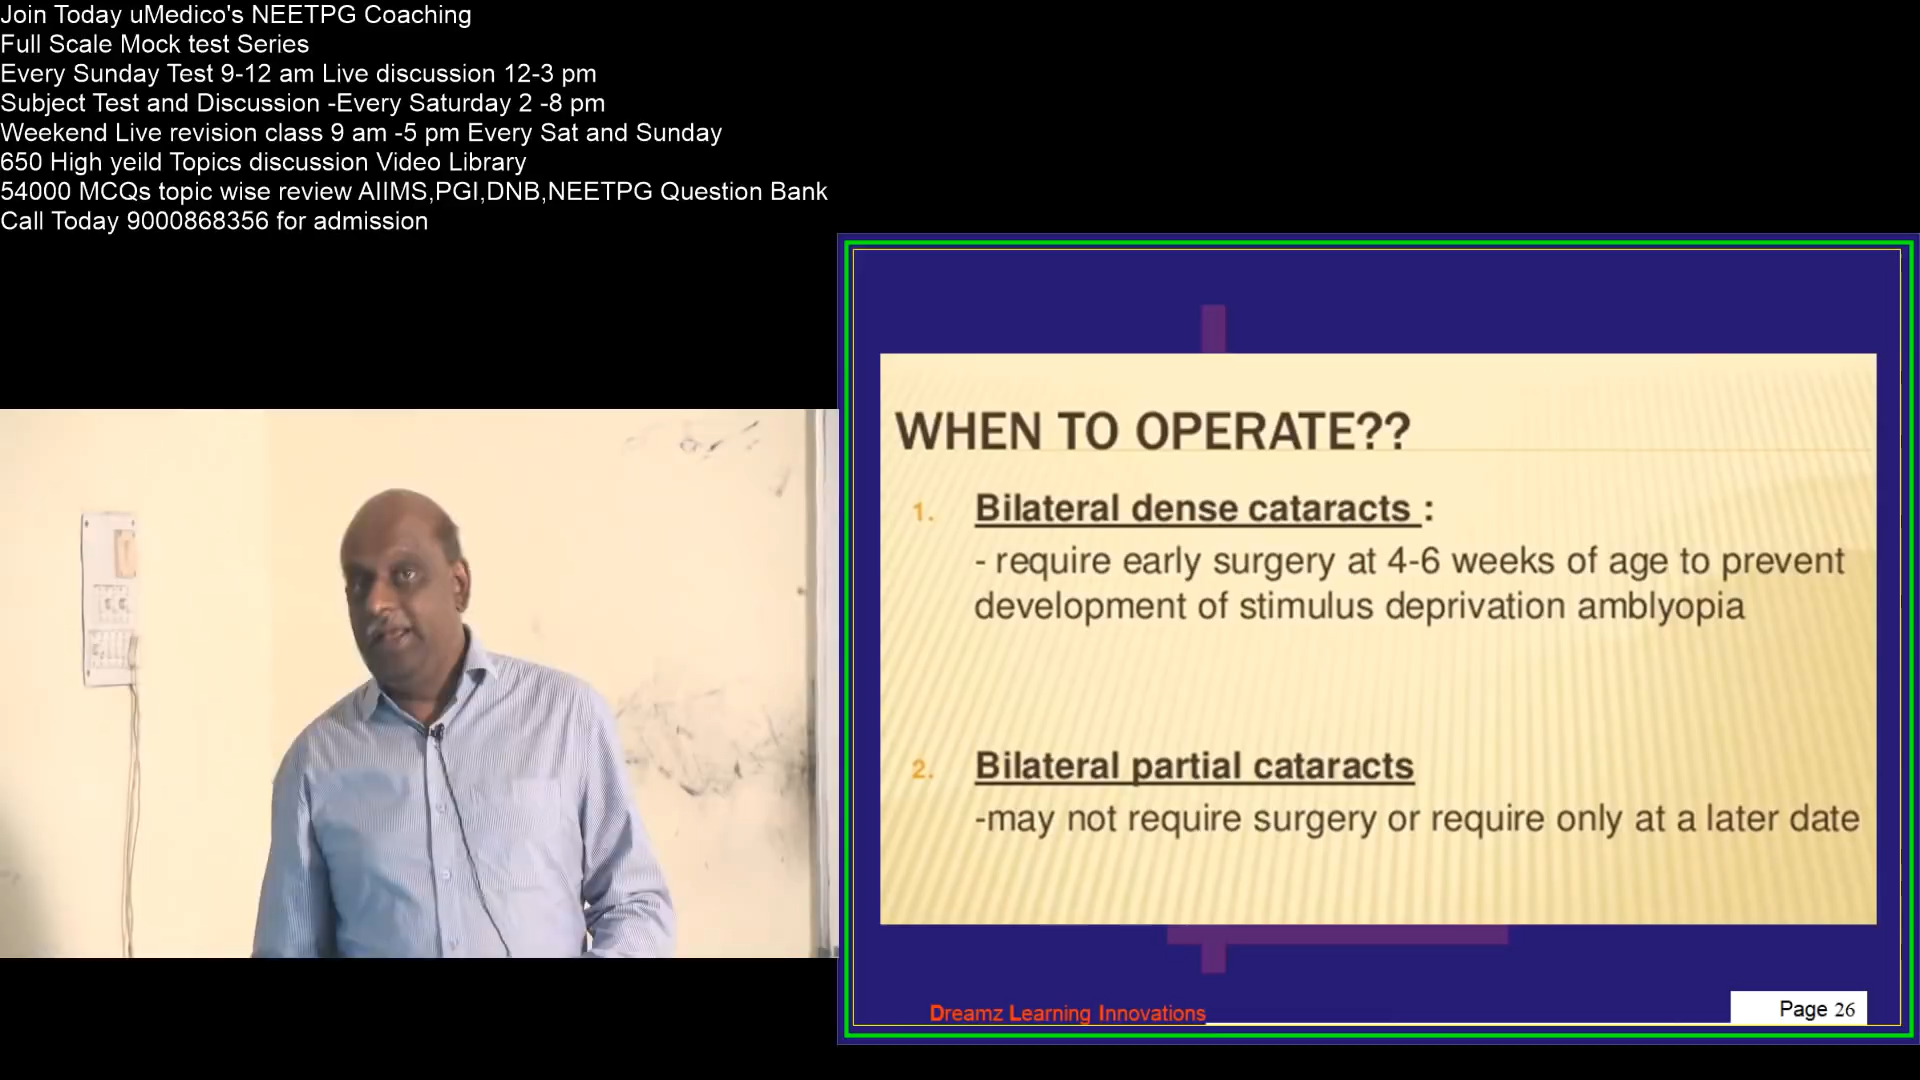 Join Today uMedico's NEETPG Coaching
Full Scale Mock test Series
Every Sunday Test 9-12 am Live discussion 12-3 pm
Subject Test and Discussion -Every Saturday 2 -8 pm
Weekend Live revision class 9 am -5 pm Every Sat and Sunday
650 High yeild Topics discussion Video Library
54000 MCQs topic wise review AIIMS,PGI,DNB,NEETPG Question Bank
Call Today 9000868356 for admission
WHEN TO OPERATE??
1. Bilateral dense cataracts :
- require early surgery at 4-6 weeks of age to prevent
development of stimulus deprivation amblyopia
2. Bilateral partial cataracts
-may not require surgery or require only at a later date
Dreamz Learning Innovations
Page 26